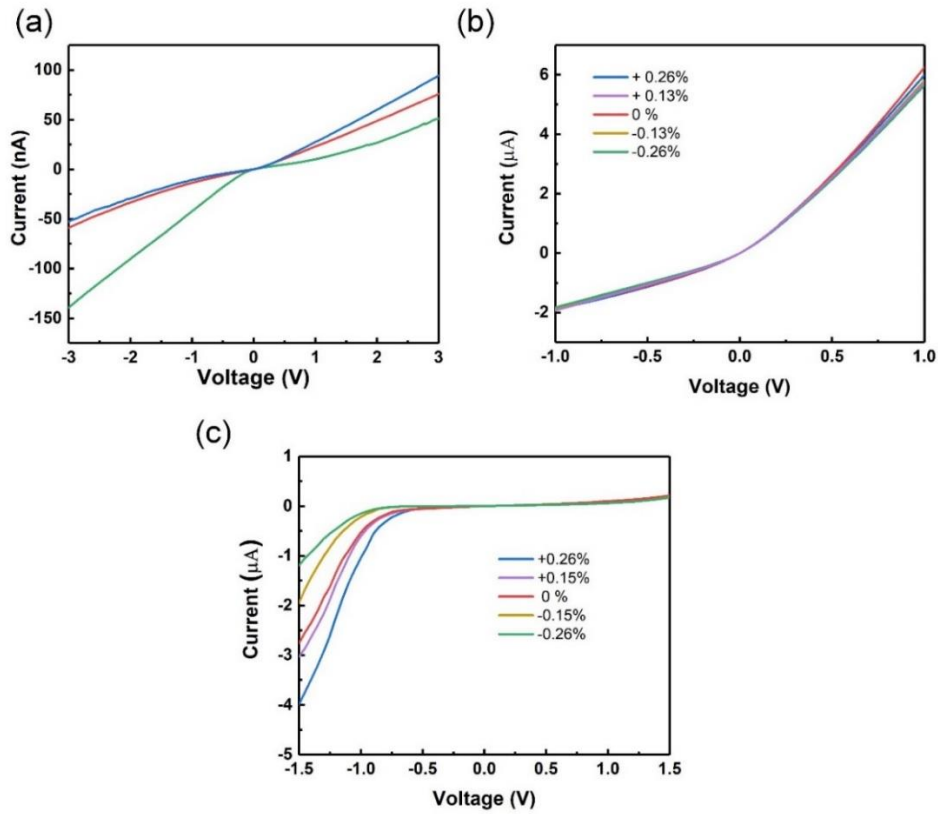 (a)
100
50
0
-50
-100
-150
Current (nA)
-3 -2 -1 0 1 2 3
Voltage (V)
(b)
6
4
2
0
-2
Current (μA)
+ 0.26%
+ 0.13%
0 %
-0.13%
-0.26%
-1.0 -0.5 0.0 0.5 1.0
Voltage (V)
(c)
1
0
-1
-2
-3
-4
-5
Current (μA)
+0.26%
+0.15%
0 %
-0.15%
-0.26%
-1.5 -1.0 -0.5 0.0 0.5 1.0 1.5
Voltage (V)